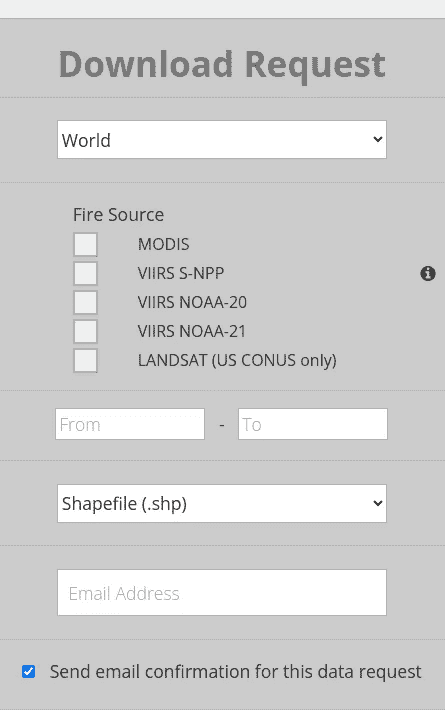 Download Request
World
Fire Source
MODIS
VIIRS S-NPP
VIIRS NOAA-20
VIIRS NOAA-21
LANDSAT (US CONUS only)
From - To
Shapefile (.shp)
Email Address
Send email confirmation for this data request